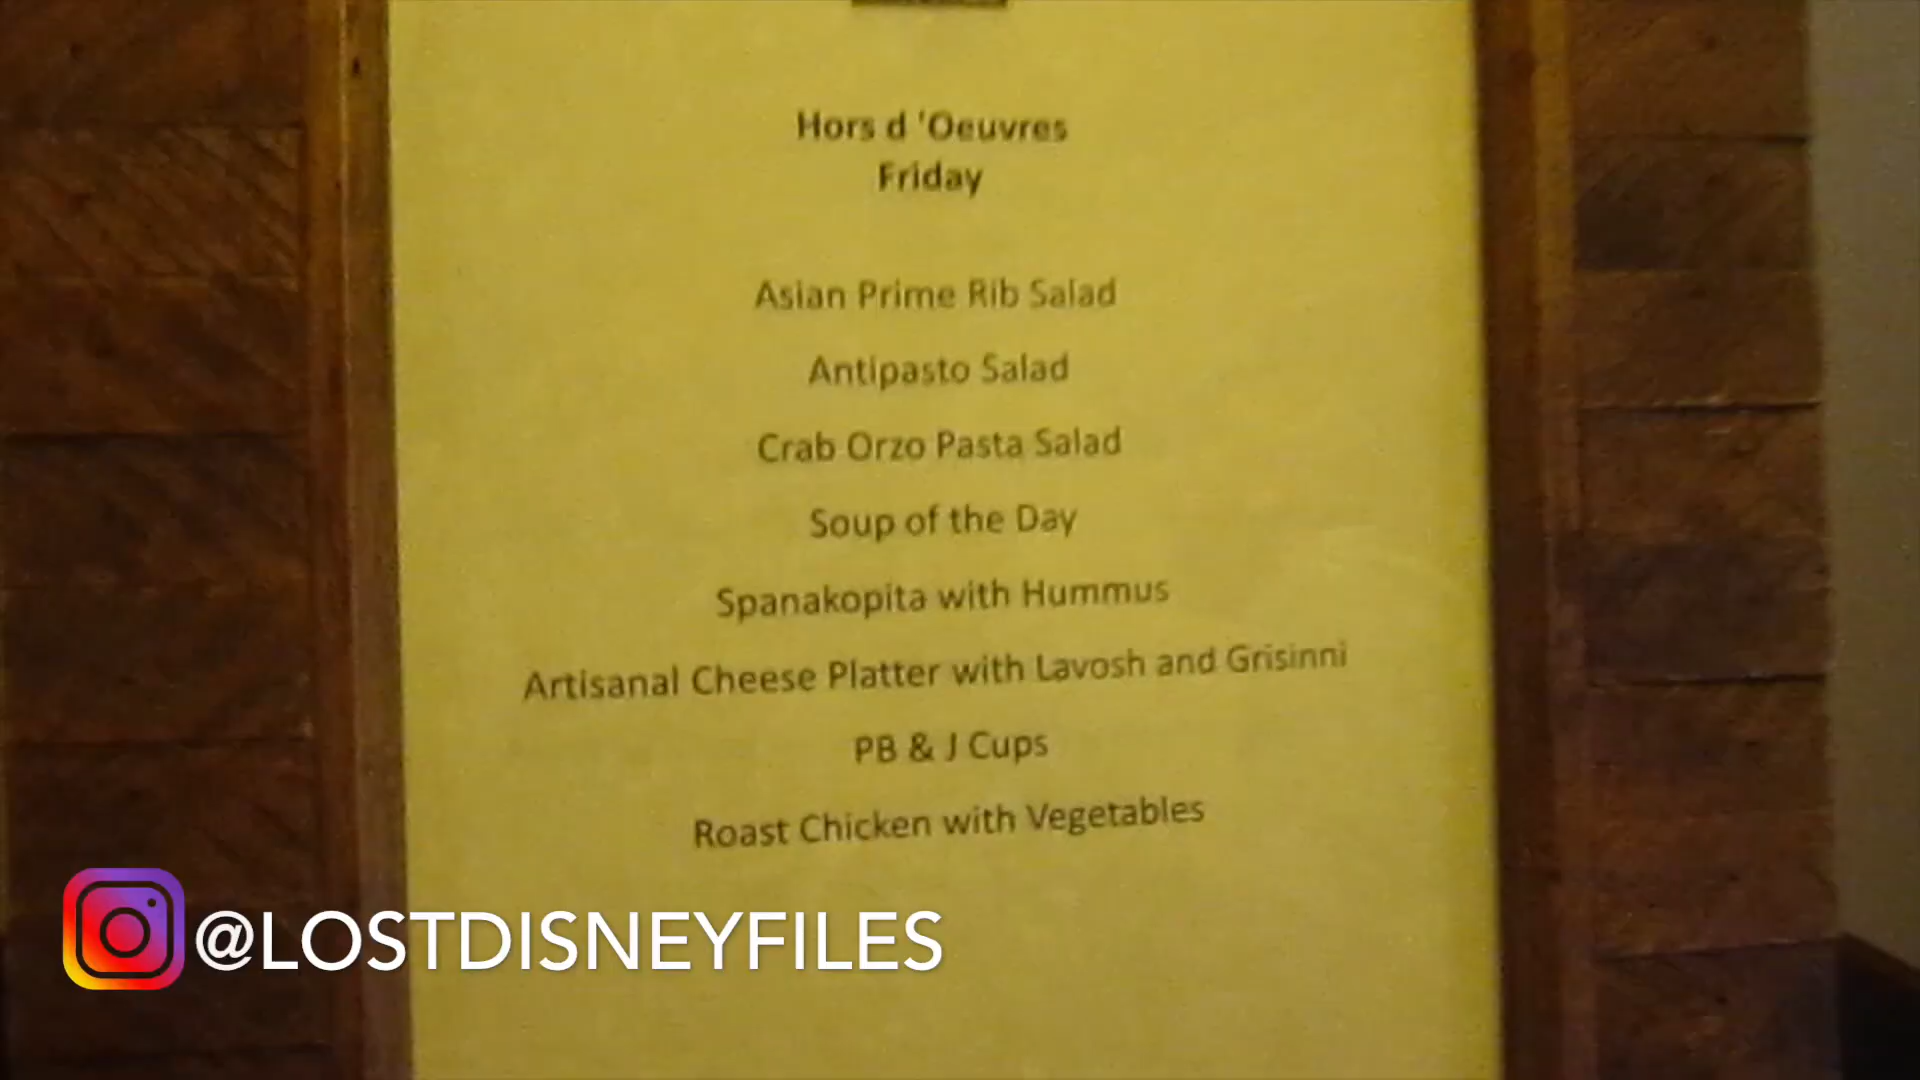 Hors d 'Oeuvres
Friday
Asian Prime Rib Salad
Antipasto Salad
Crab Orzo Pasta Salad
Soup of the Day
Spanakopita with Hummus
Artisanal Cheese Platter with Lavosh and Grisinni
PB & J Cups
Roast Chicken with Vegetables
@LOSTDISNEYFILES